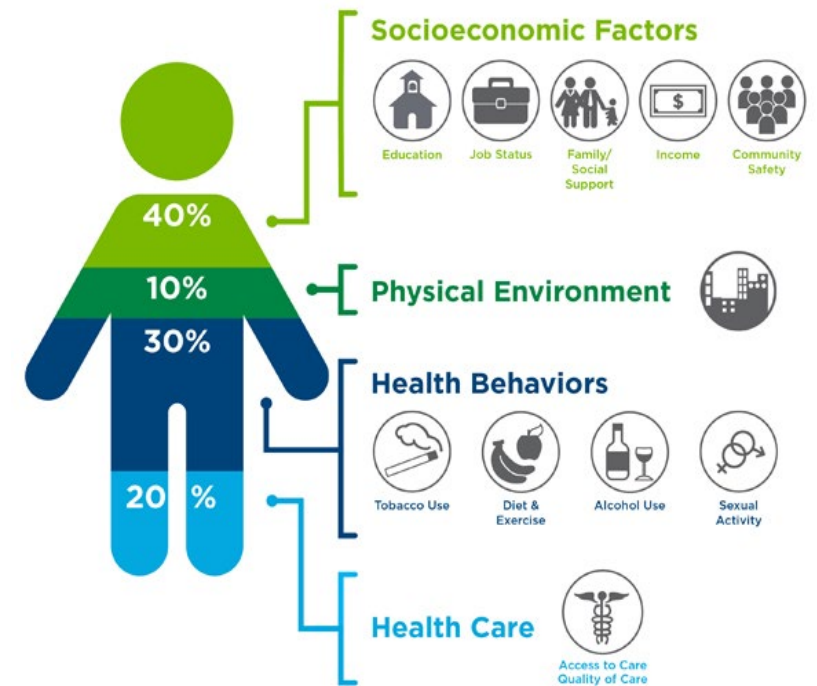 Socioeconomic Factors
$
Education
Job Status
Family/
Social
Support
Income
Community
Safety
40%
10%
Physical Environment
30%
Health Behaviors
Tobacco Use
Diet &
Exercise
Alcohol Use
Sexual
Activity
20 %
Health Care
Access to Care
Quality of Care